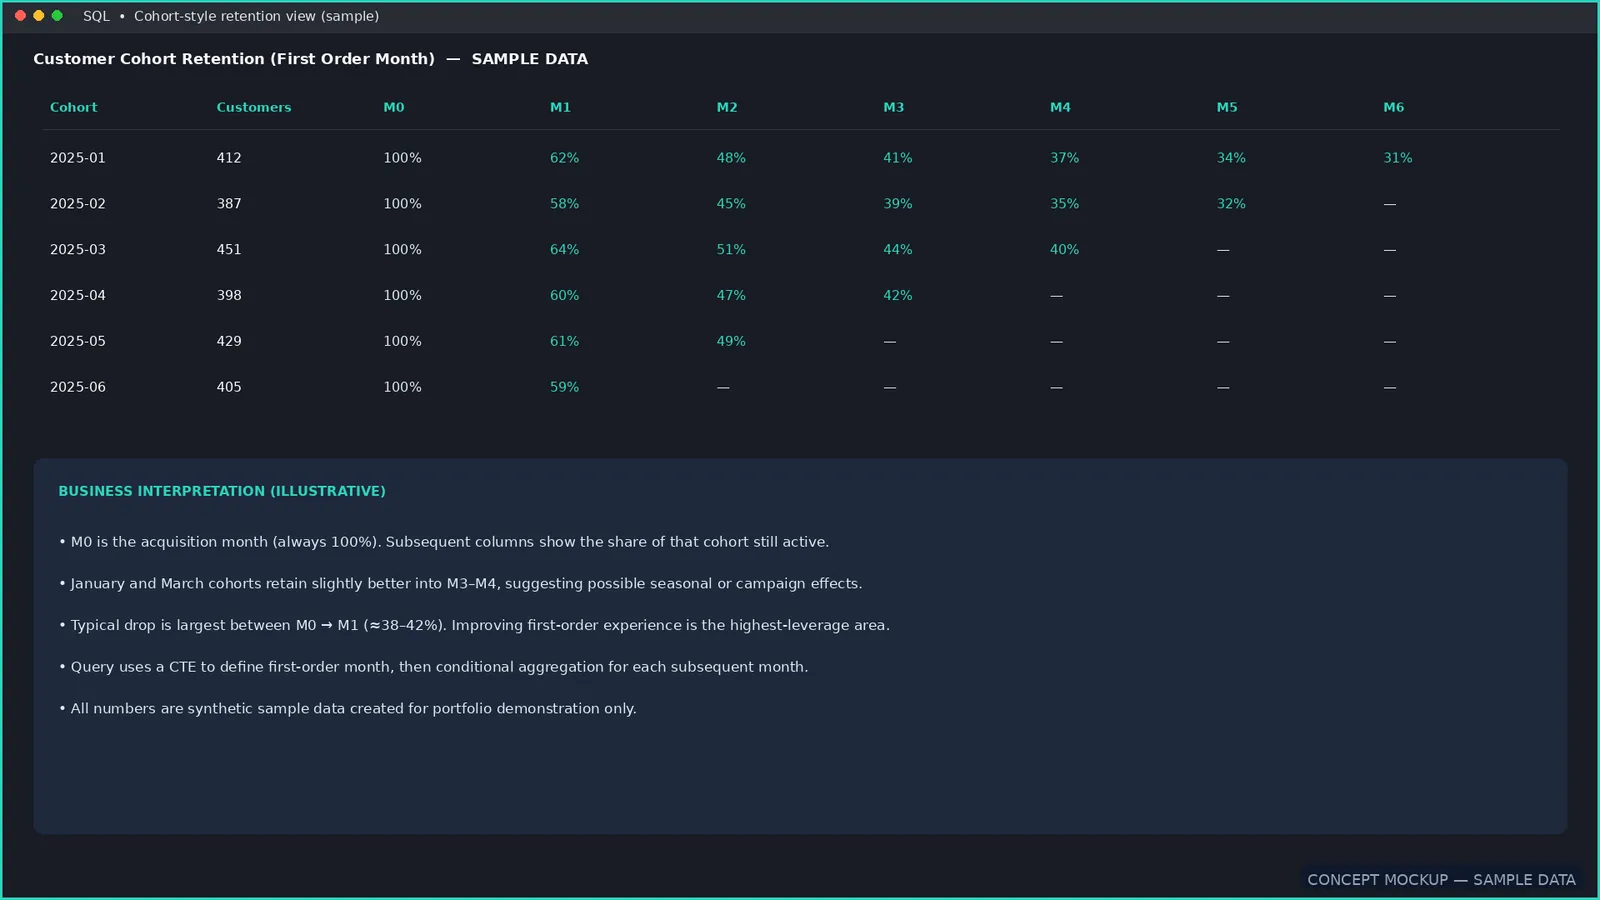 SQL • Cohort-style retention view (sample)
Customer Cohort Retention (First Order Month) — SAMPLE DATA
Cohort Customers M0 M1 M2 M3 M4 M5 M6
2025-01 412 100% 62% 48% 41% 37% 34% 31%
2025-02 387 100% 58% 45% 39% 35% 32% —
2025-03 451 100% 64% 51% 44% 40% — —
2025-04 398 100% 60% 47% 42% — — —
2025-05 429 100% 61% 49% — — — —
2025-06 405 100% 59% — — — — —
BUSINESS INTERPRETATION (ILLUSTRATIVE)
• M0 is the acquisition month (always 100%). Subsequent columns show the share of that cohort still active.
• January and March cohorts retain slightly better into M3–M4, suggesting possible seasonal or campaign effects.
• Typical drop is largest between M0 → M1 (≈38–42%). Improving first-order experience is the highest-leverage area.
• Query uses a CTE to define first-order month, then conditional aggregation for each subsequent month.
• All numbers are synthetic sample data created for portfolio demonstration only.
CONCEPT MOCKUP — SAMPLE DATA